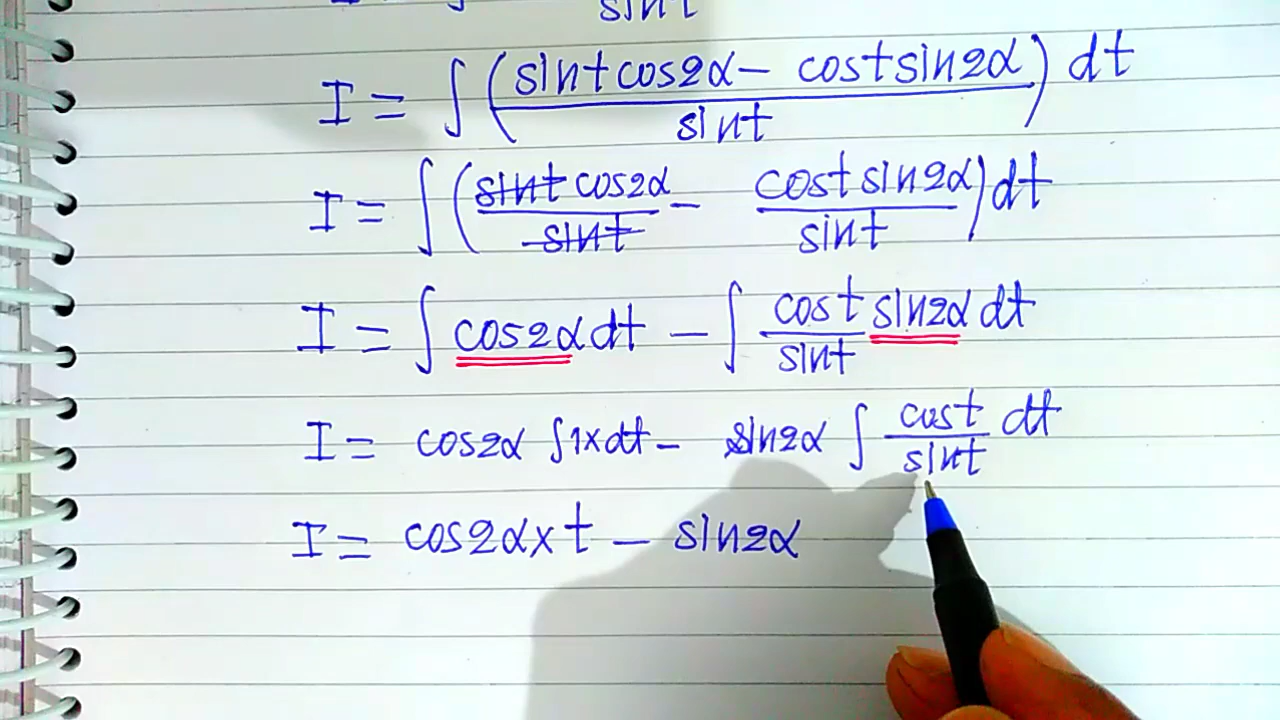 sint
I = ∫ (sint cos2α − cost sin2α / sint) dt
I = ∫ (sint cos2α / sint − cost sin2α / sint) dt
I = ∫ cos2α dt − ∫ cost / sint sin2α dt
I = cos2α ∫1×dt − sin2α ∫ cost / sint dt
I = cos2α × t − sin2α